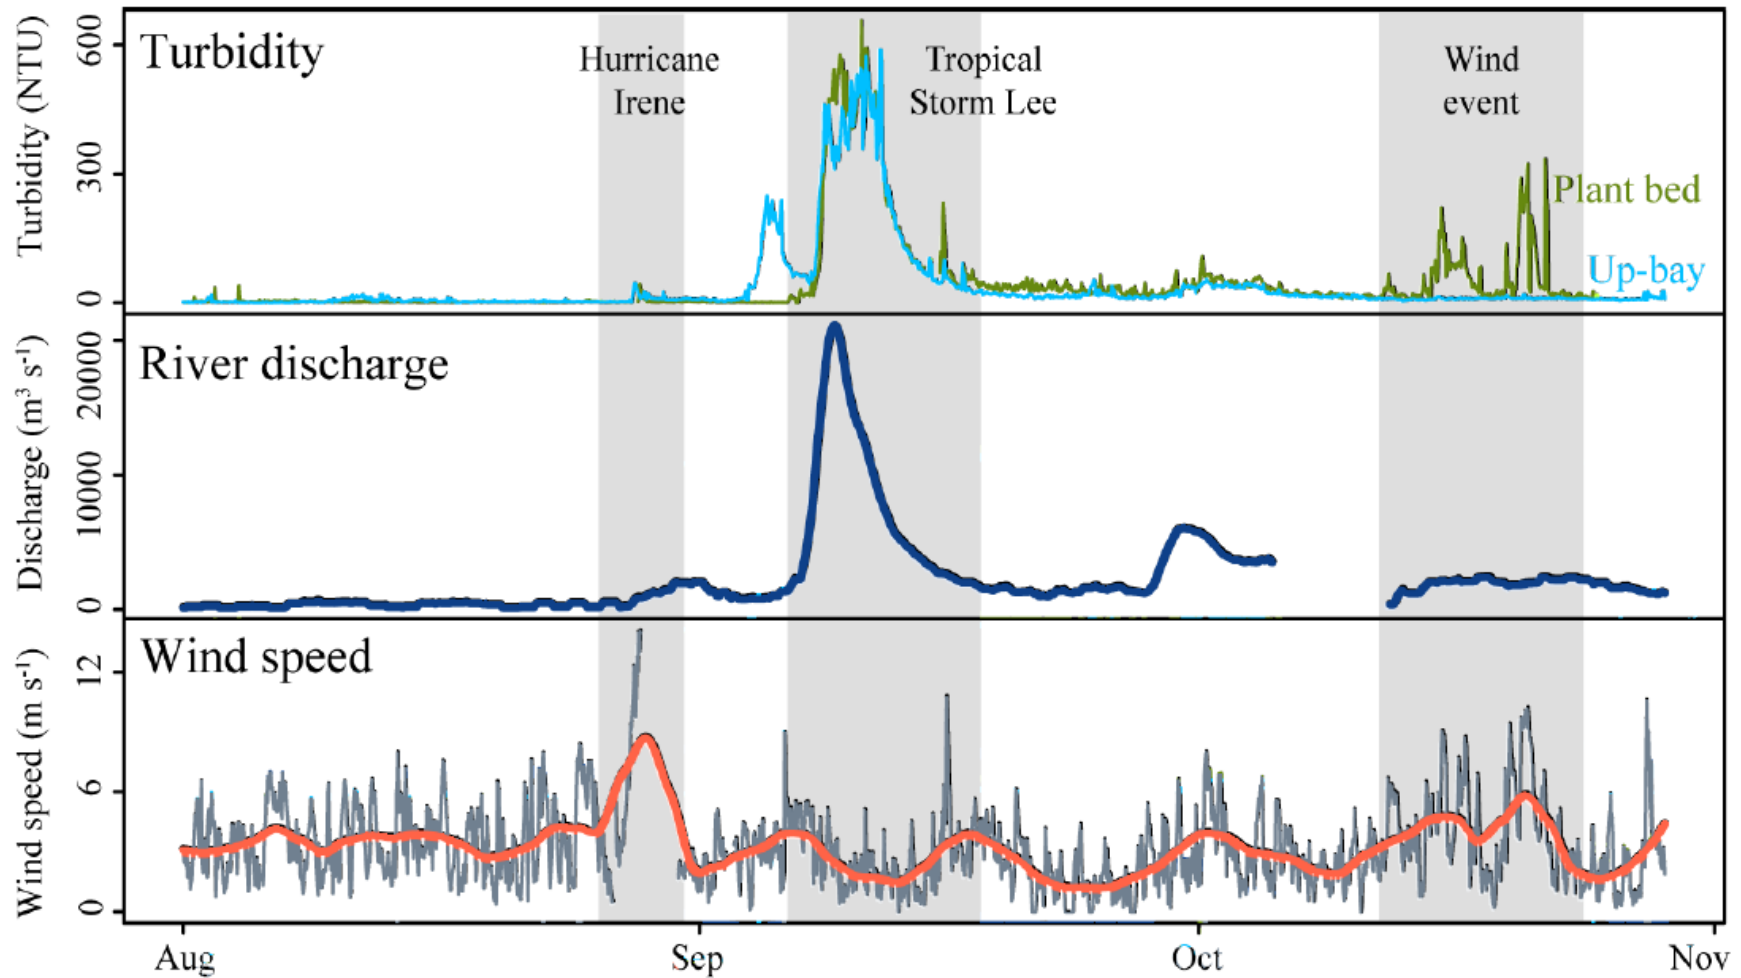 Turbidity
Hurricane
Irene
Tropical
Storm Lee
Wind
event
Plant bed
Up-bay
Turbidity (NTU)
600
300
0
River discharge
Discharge (m³ s⁻¹)
20000
10000
0
Wind speed
Wind speed (m s⁻¹)
12
6
0
Aug Sep Oct Nov